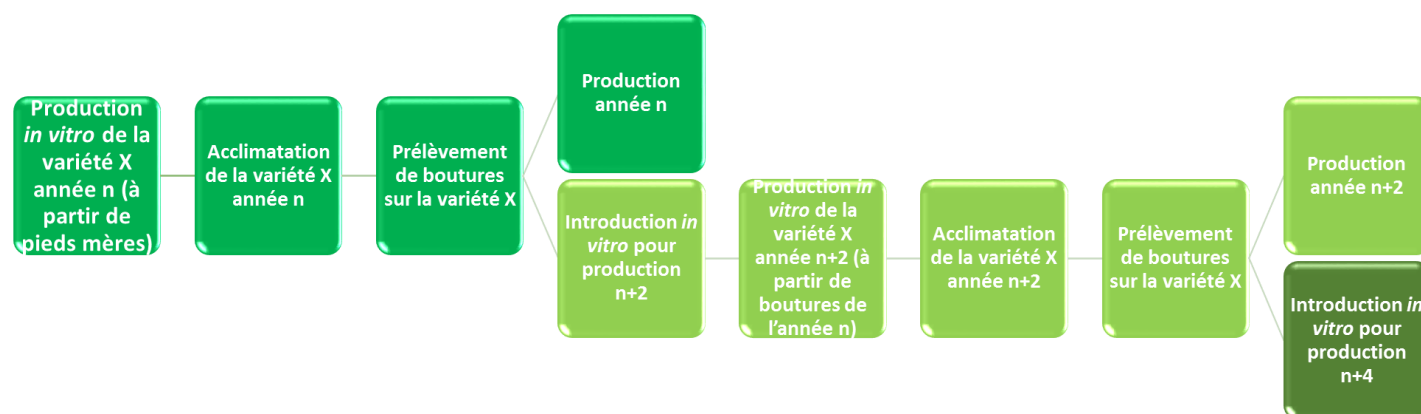 Production
in vitro de la
variété X
année n (à
partir de
pieds mères)
Acclimatation
de la variété X
année n
Prélèvement
de boutures
sur la variété X
Production
année n
Introduction in
vitro pour
production
n+2
Production in
vitro de la
variété X
année n+2 (à
partir de
boutures de
l’année n)
Acclimatation
de la variété X
année n+2
Prélèvement
de boutures
sur la variété X
Production
année n+2
Introduction in
vitro pour
production
n+4